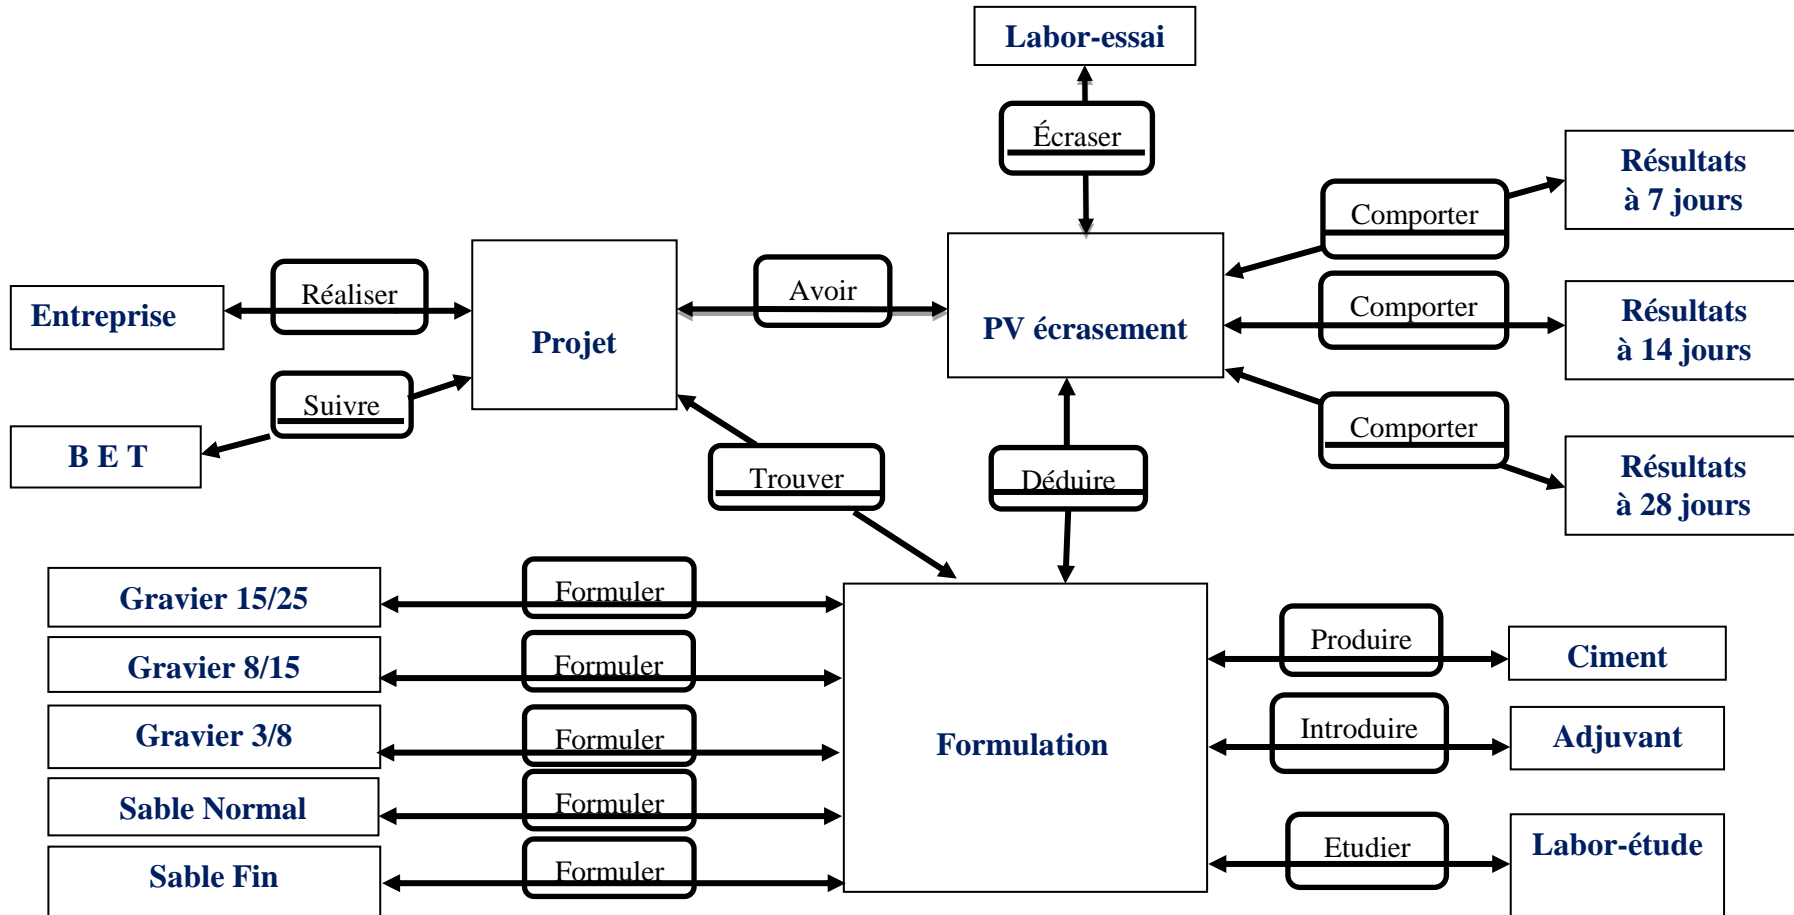 Labor-essai
Écraser
Résultats
à 7 jours
Comporter
Réaliser
Avoir
Entreprise
Projet
PV écrasement
Comporter
Résultats
à 14 jours
Suivre
B E T
Comporter
Trouver
Déduire
Résultats
à 28 jours
Gravier 15/25
Formuler
Gravier 8/15
Formuler
Produire
Ciment
Gravier 3/8
Formuler
Formulation
Introduire
Adjuvant
Sable Normal
Formuler
Sable Fin
Formuler
Etudier
Labor-étude